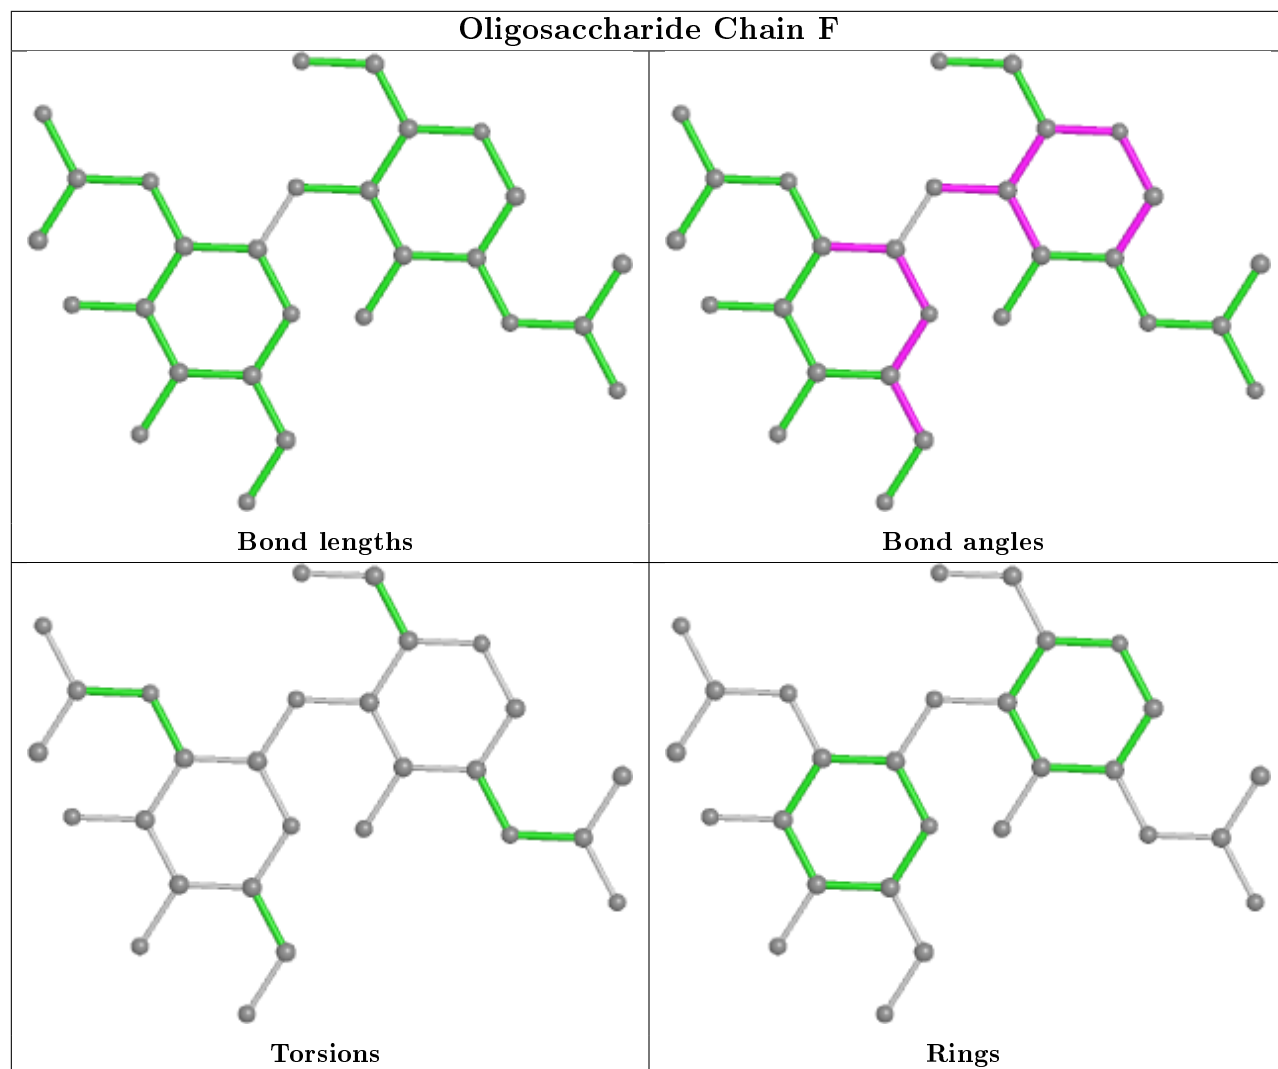 Oligosaccharide Chain F
Bond lengths
Bond angles
Torsions
Rings